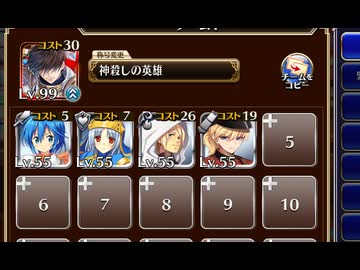 コスト30
LV.99
称号変更
神殺しの英雄
チームを
コピー
コスト 5
コスト 7
コスト26
コスト19
LV.55
LV.55
LV.55
LV.55
5
6
7
8
9
10